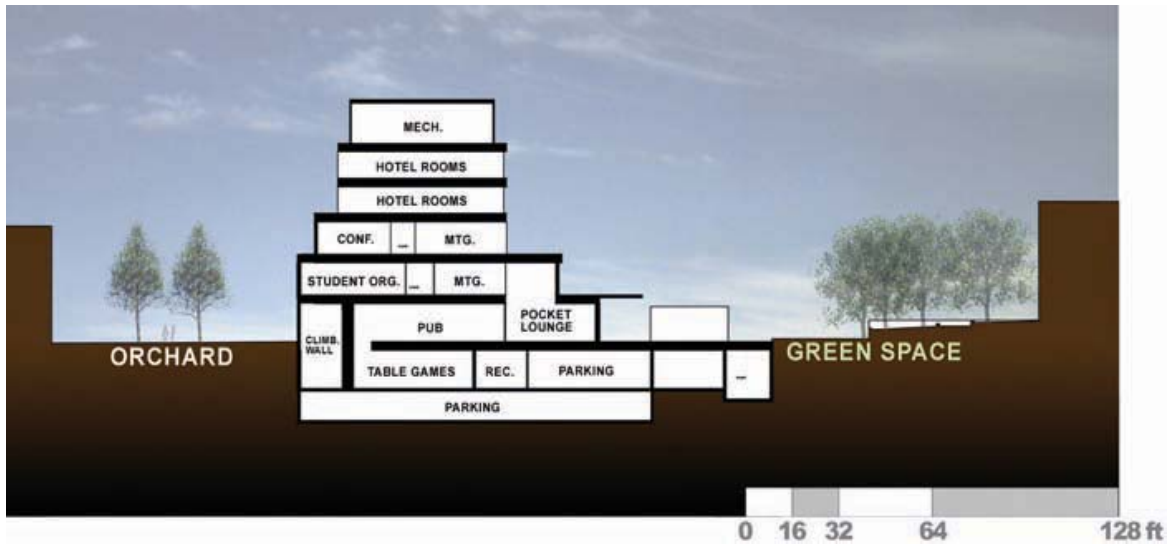 MECH.
HOTEL ROOMS
HOTEL ROOMS
CONF.
MTG.
STUDENT ORG.
MTG.
POCKET
LOUNGE
PUB
CLIMB.
WALL
ORCHARD
GREEN SPACE
TABLE GAMES
REC.
PARKING
PARKING
0 16 32 64 128 ft